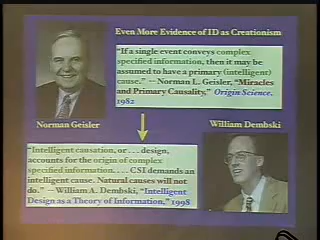 Even More Evidence of ID as Creationism
"If a single event conveys complex
specified information, then it may
be assumed to have a primary (intelligent)
cause." -- Norman L. Geisler, "Miracles
and Primary Causality," Origin Science,
1982
Norman Geisler
William Dembski
"Intelligent causation, or . . . design,
accounts for the origin of complex
specified information. . . . CSI demands an
intelligent cause. Natural causes will not
do." -- William A. Dembski, "Intelligent
Design as a Theory of Information," 1998